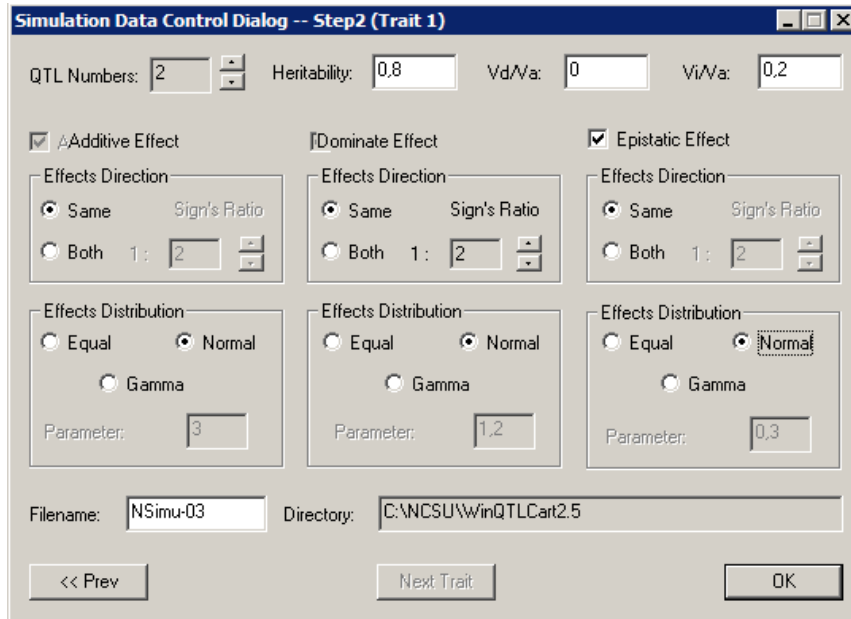 Simulation Data Control Dialog -- Step2 (Trait 1)
QTL Numbers: 2 Heritability: 0,8 Vd/Va: 0 Vi/Va: 0,2
Additive Effect Dominate Effect Epistatic Effect
Effects Direction Effects Direction Effects Direction
Same Sign's Ratio Same Sign's Ratio Same Sign's Ratio
Both 1 : 2 Both 1 : 2 Both 1 : 2
Effects Distribution Effects Distribution Effects Distribution
Equal Normal Equal Normal Equal Normal
Gamma Gamma Gamma
Parameter: 3 Parameter: 1,2 Parameter: 0,3
Filename: NSimu-03 Directory: C:\NCSU\WinQTLCart2.5
<< Prev Next Trait OK